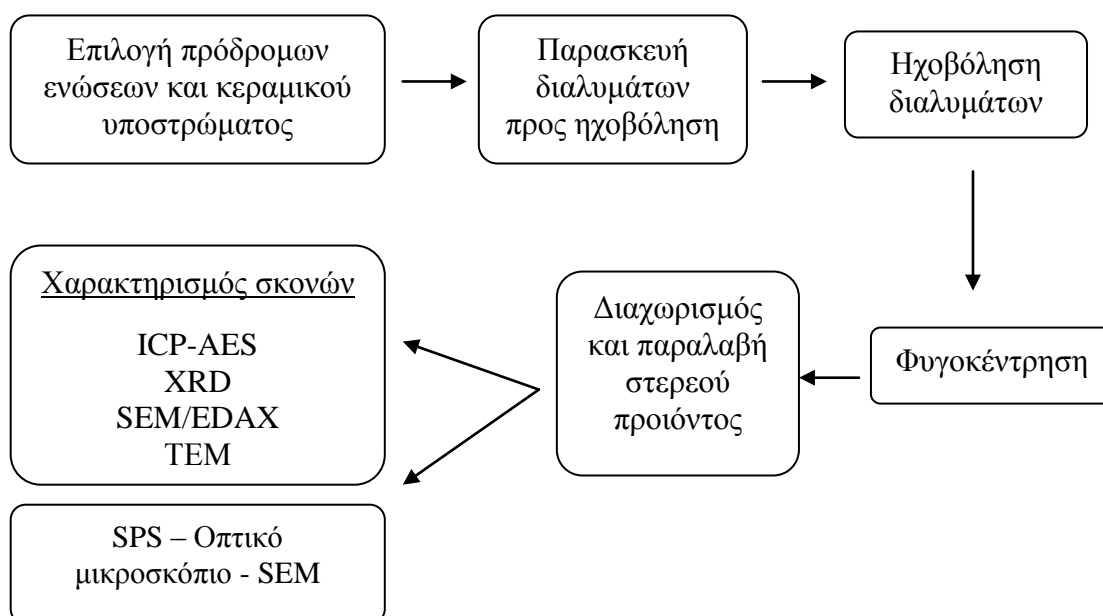 Επιλογή πρόδρομων
ενώσεων και κεραμικού
υποστρώματος
Παρασκευή
διαλυμάτων
προς ηχοβόληση
Ηχοβόληση
διαλυμάτων
Φυγοκέντρηση
Διαχωρισμός
και παραλαβή
στερεού
προιόντος
Χαρακτηρισμός σκονών
ICP-AES
XRD
SEM/EDAX
TEM
SPS – Οπτικό
μικροσκόπιο - SEM